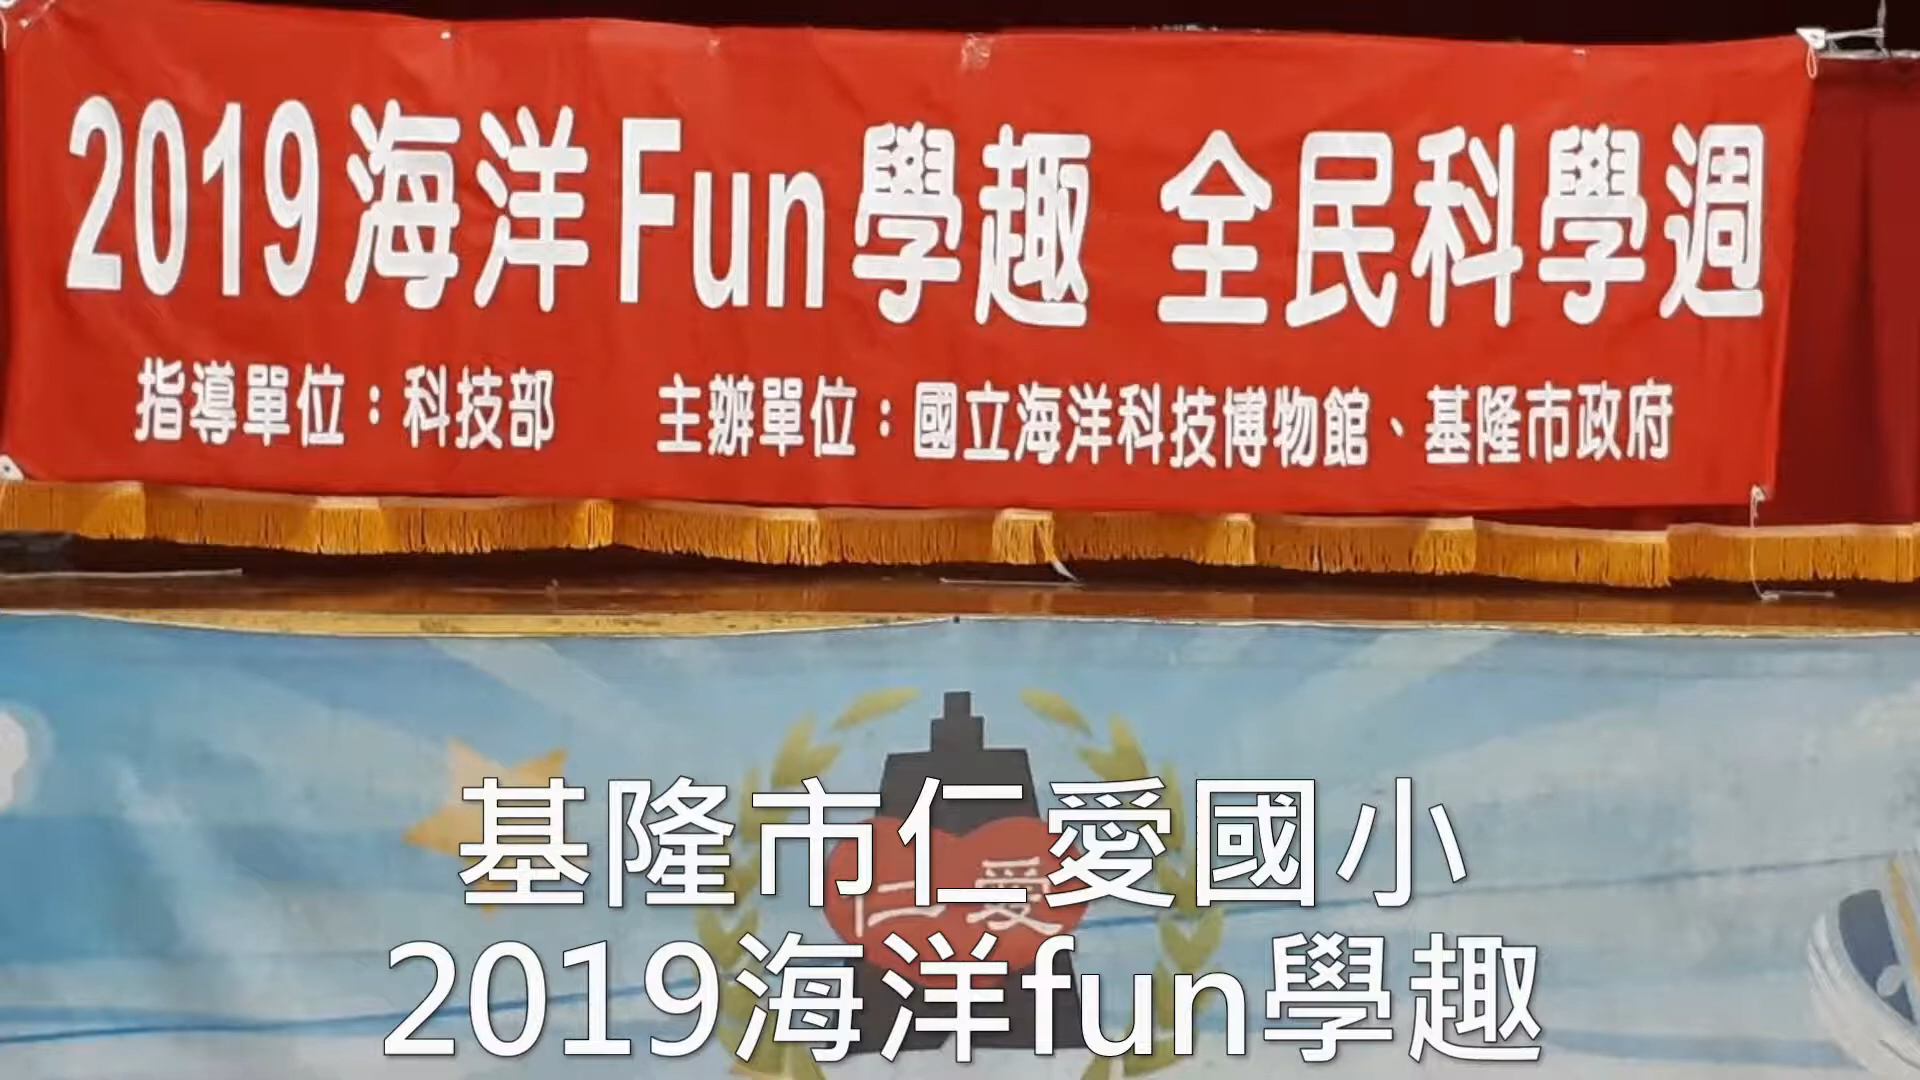 2019海洋Fun學趣 全民科學週
指導單位：科技部 主辦單位：國立海洋科技博物館、基隆市政府
基隆市仁愛國小
仁愛
2019海洋fun學趣